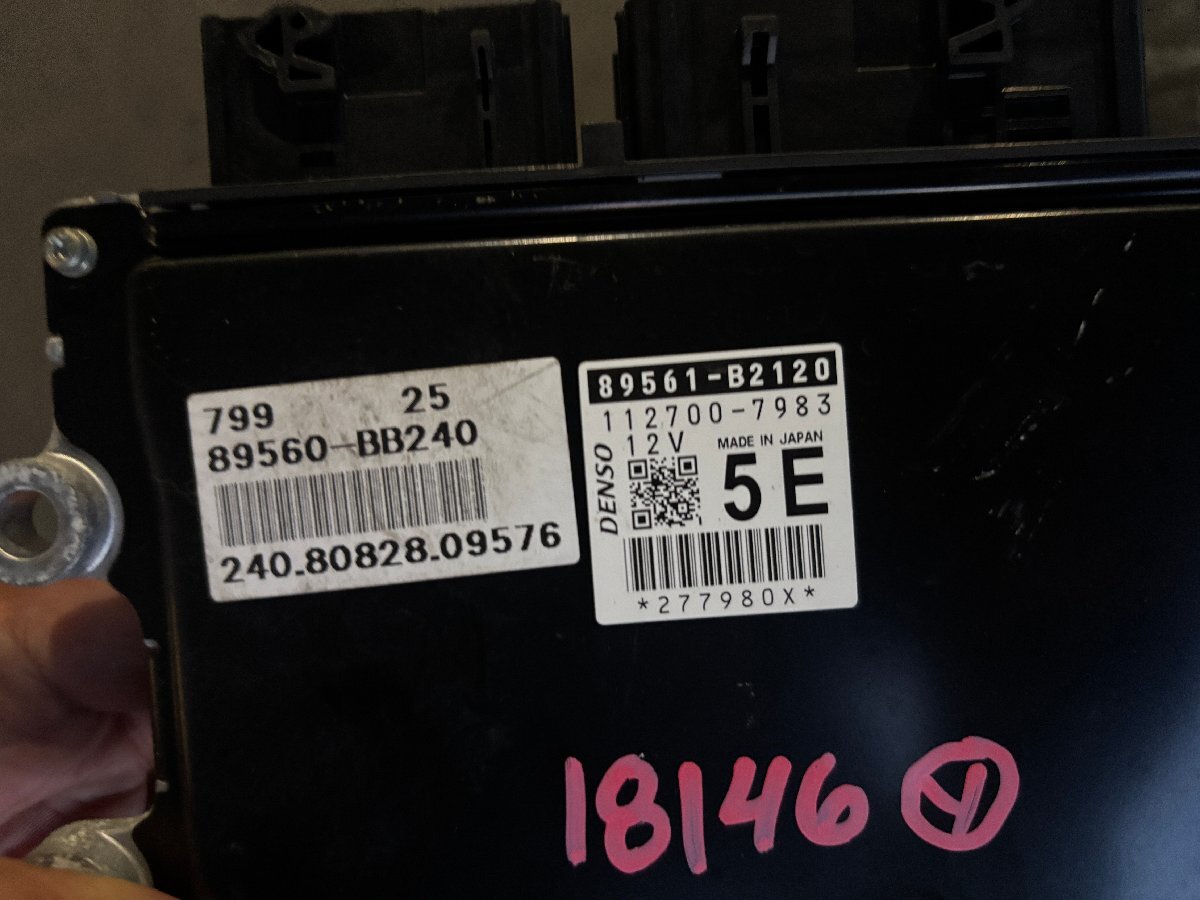 799 25
89560-BB240
240.80828.09576
89561-B2120
112700-7983
12V MADE IN JAPAN
DENSO
5E
*277980X*
18146 Y